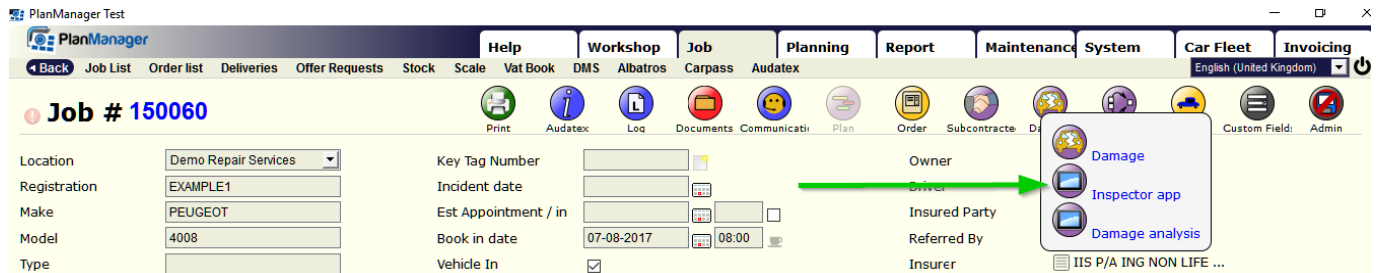 PlanManager Test
PlanManager
Help Workshop Job Planning Report Maintenance System Car Fleet Invoicing
Back Job List Order list Deliveries Offer Requests Stock Scale Vat Book DMS Albatros Carpass Audatex English (United Kingdom)
Job # 150060
Print Audatex Log Documents Communicati Plan Order Subcontracte Custom Field: Admin
Location Demo Repair Services Key Tag Number Owner
Damage
Registration EXAMPLE1 Incident date Driver
Inspector app
Make PEUGEOT Est Appointment / in Insured Party
Model 4008 Book in date 07-08-2017 08:00 Referred By
Damage analysis
Type Vehicle In Insurer IIS P/A ING NON LIFE ...